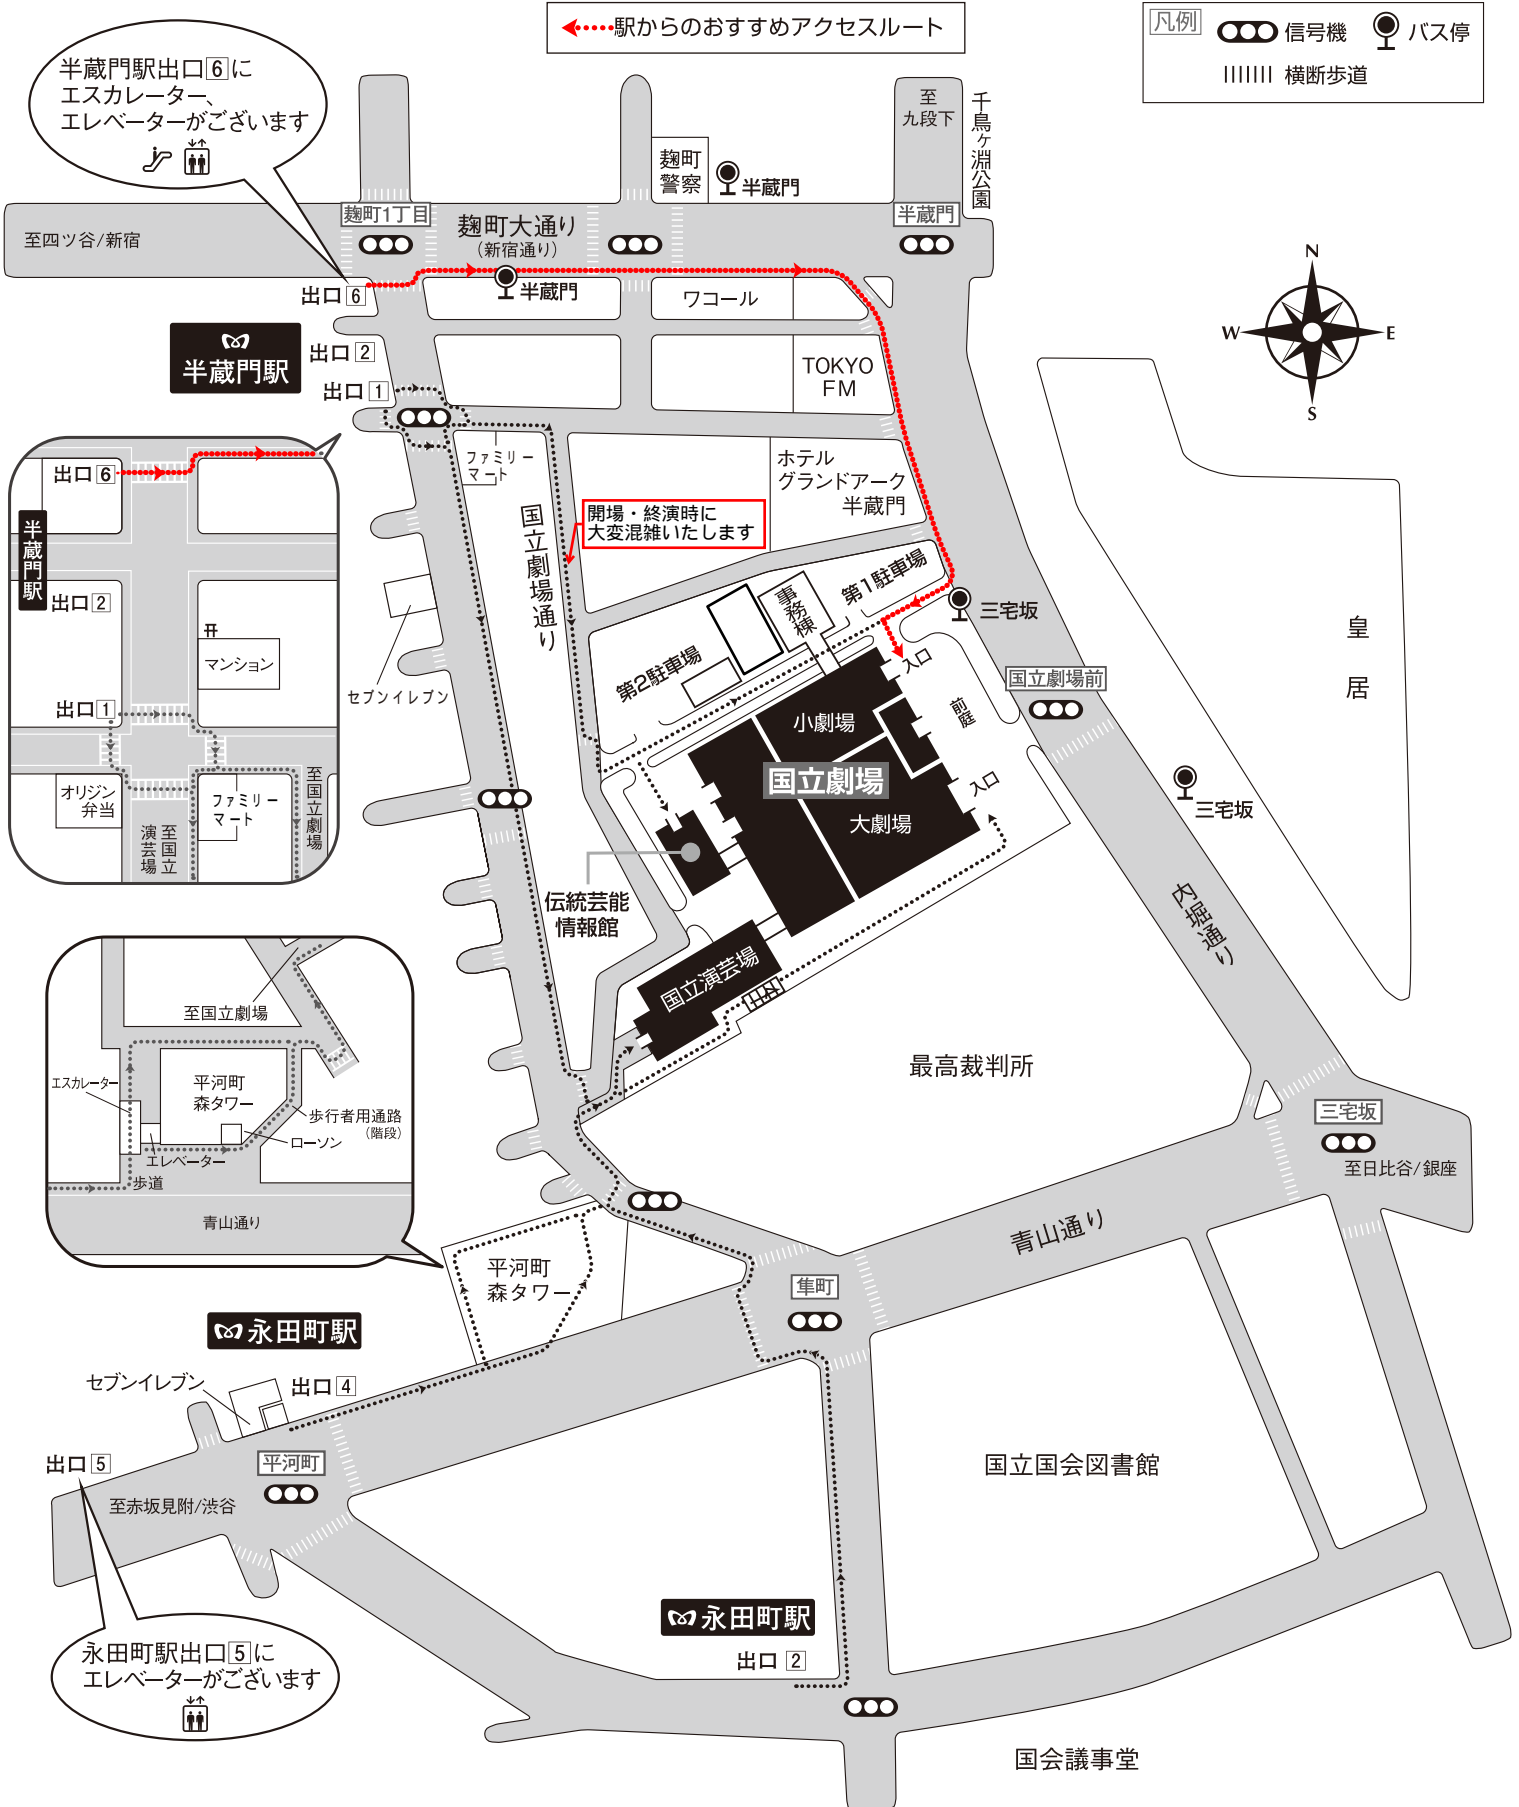 駅からのおすすめアクセスルート
凡例
信号機
バス停
横断歩道
半蔵門駅出口6に
エスカレーター、
エレベーターがございます
至
九段下
千鳥ヶ淵公園
麹町
警察
半蔵門
麹町1丁目
麹町大通り
(新宿通り)
半蔵門
至四ツ谷/新宿
出口6
半蔵門
ワコール
N
W
E
S
半蔵門駅
出口2
出口1
TOKYO
FM
ファミリー
マート
ホテル
グランドアーク
半蔵門
国立劇場通り
開場・終演時に
大変混雑いたします
出口6
半蔵門駅
出口2
マンション
出口1
オリジン
弁当
ファミリー
マート
至国立
演芸場
至国立劇場
セブンイレブン
第1駐車場
事務棟
第2駐車場
三宅坂
入口
国立劇場前
前庭
小劇場
国立劇場
大劇場
入口
皇居
三宅坂
伝統芸能
情報館
国立演芸場
内堀通り
最高裁判所
至国立劇場
エスカレーター
平河町
森タワー
歩行者用通路
(階段)
ローソン
エレベーター
歩道
青山通り
三宅坂
至日比谷/銀座
青山通り
平河町
森タワー
隼町
永田町駅
セブンイレブン
出口4
出口5
平河町
至赤坂見附/渋谷
国立国会図書館
永田町駅
出口2
永田町駅出口5に
エレベーターがございます
国会議事堂